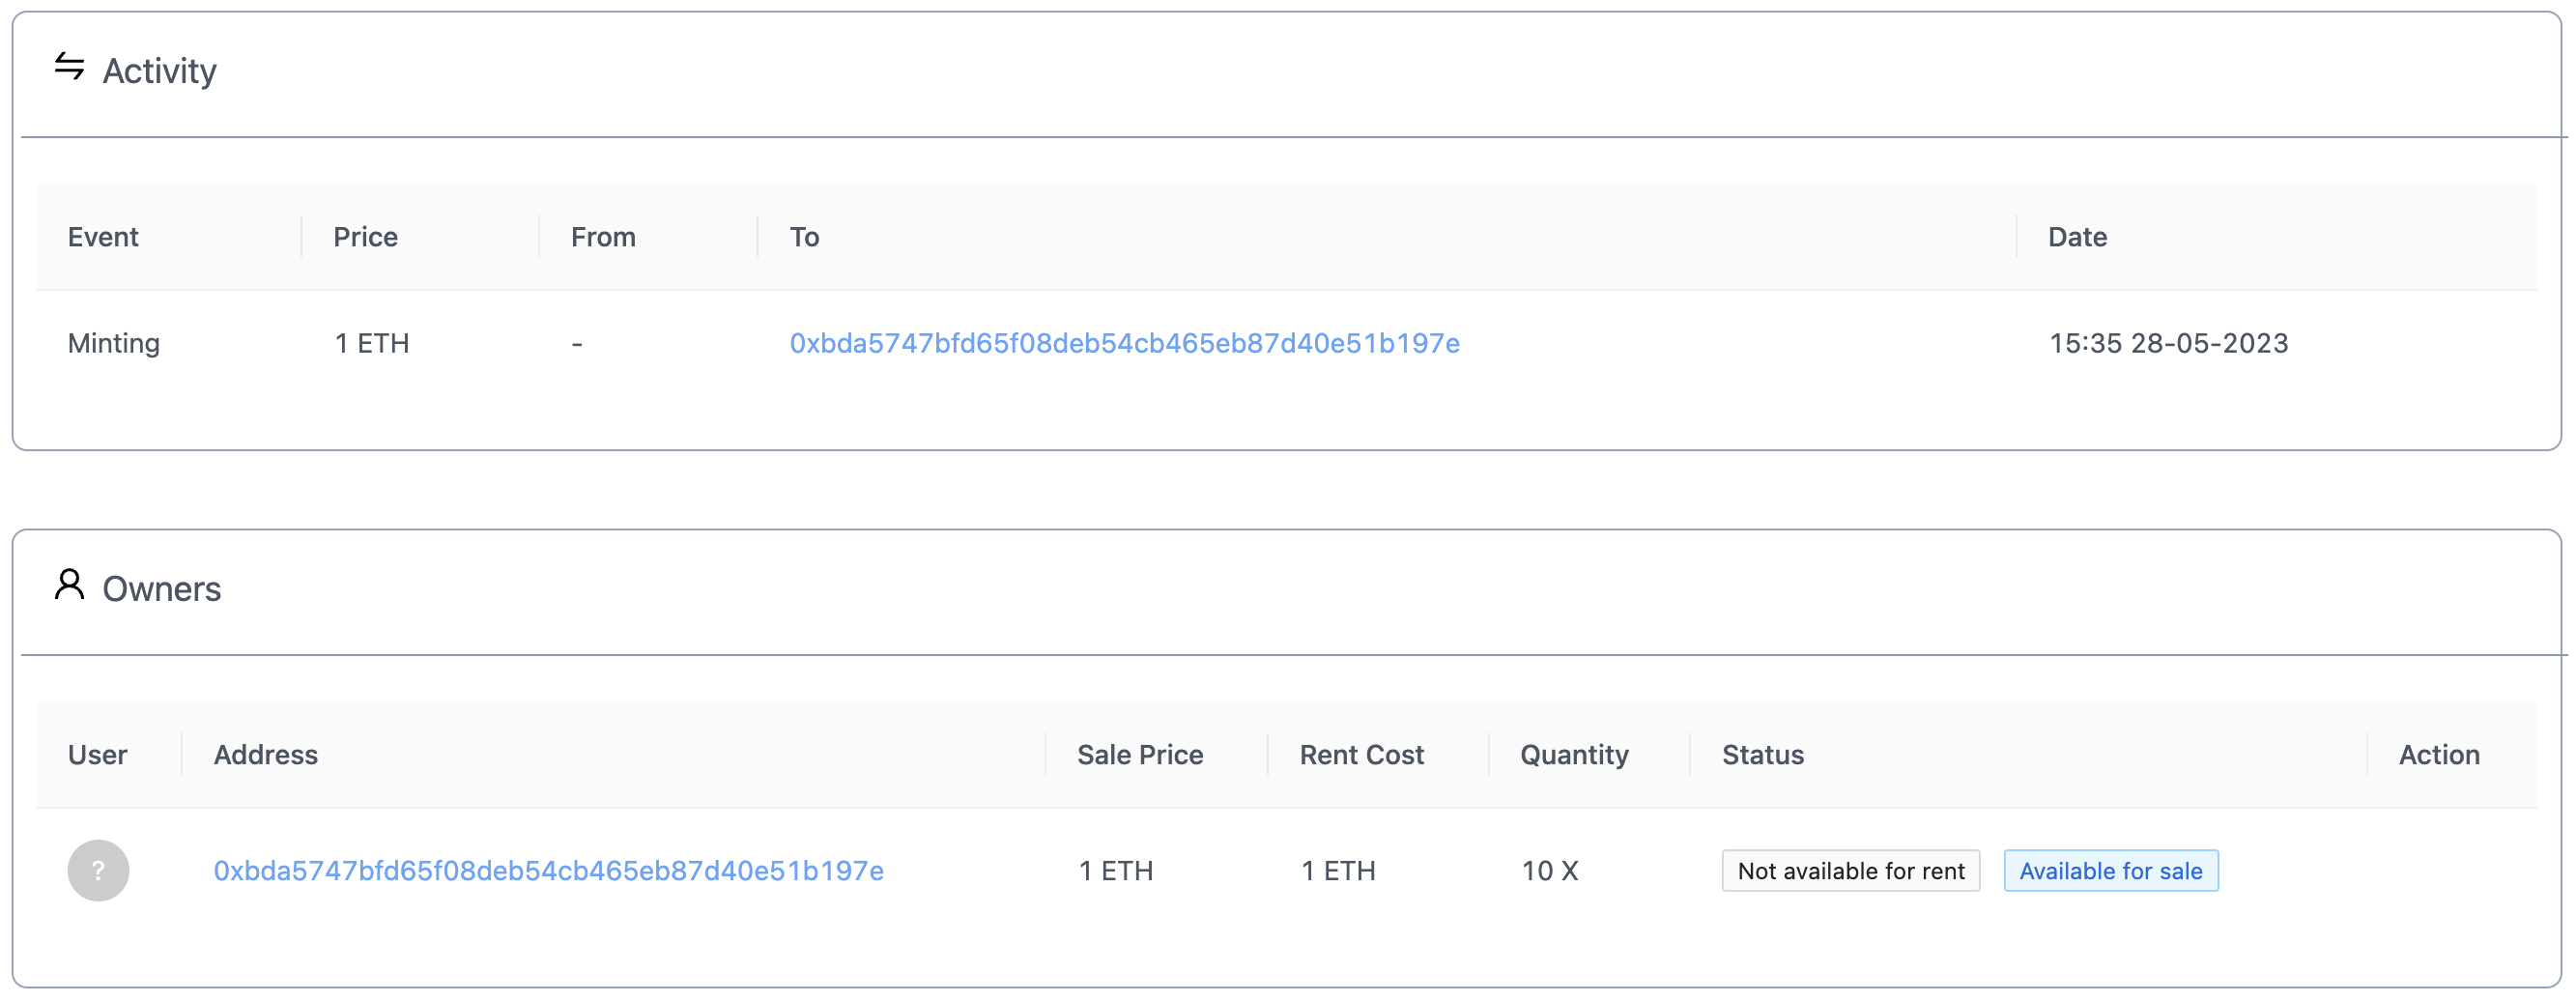 Activity
Event Price From To Date
Minting 1 ETH - 0xbda5747bfd65f08deb54cb465eb87d40e51b197e 15:35 28-05-2023
Owners
User Address Sale Price Rent Cost Quantity Status Action
? 0xbda5747bfd65f08deb54cb465eb87d40e51b197e 1 ETH 1 ETH 10 X Not available for rent Available for sale